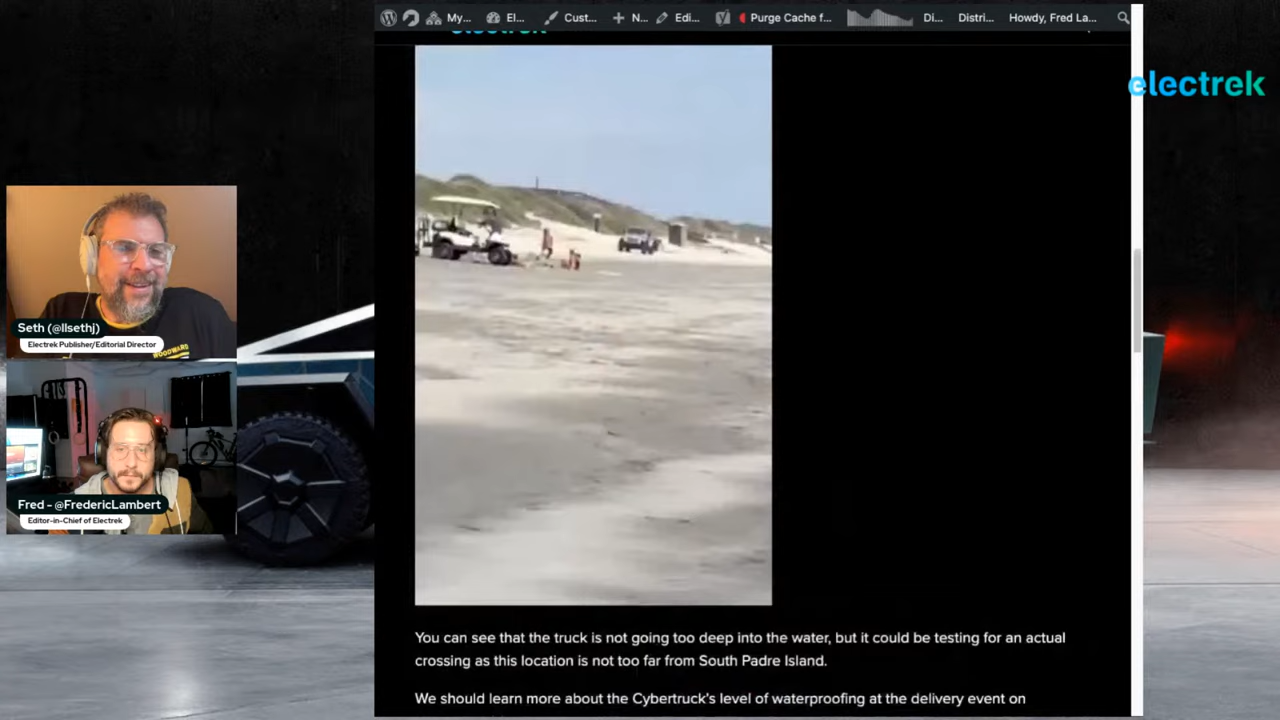 My...
El...
Cust...
N...
Edi...
Purge Cache f...
Di...
Distri...
Howdy, Fred La...
electrek
electrek
Seth (@llsethj)
Electrek Publisher/Editorial Director
WOODWARD
Fred - @FredericLambert
Editor-in-Chief of Electrek
You can see that the truck is not going too deep into the water, but it could be testing for an actual
crossing as this location is not too far from South Padre Island.
We should learn more about the Cybertruck's level of waterproofing at the delivery event on